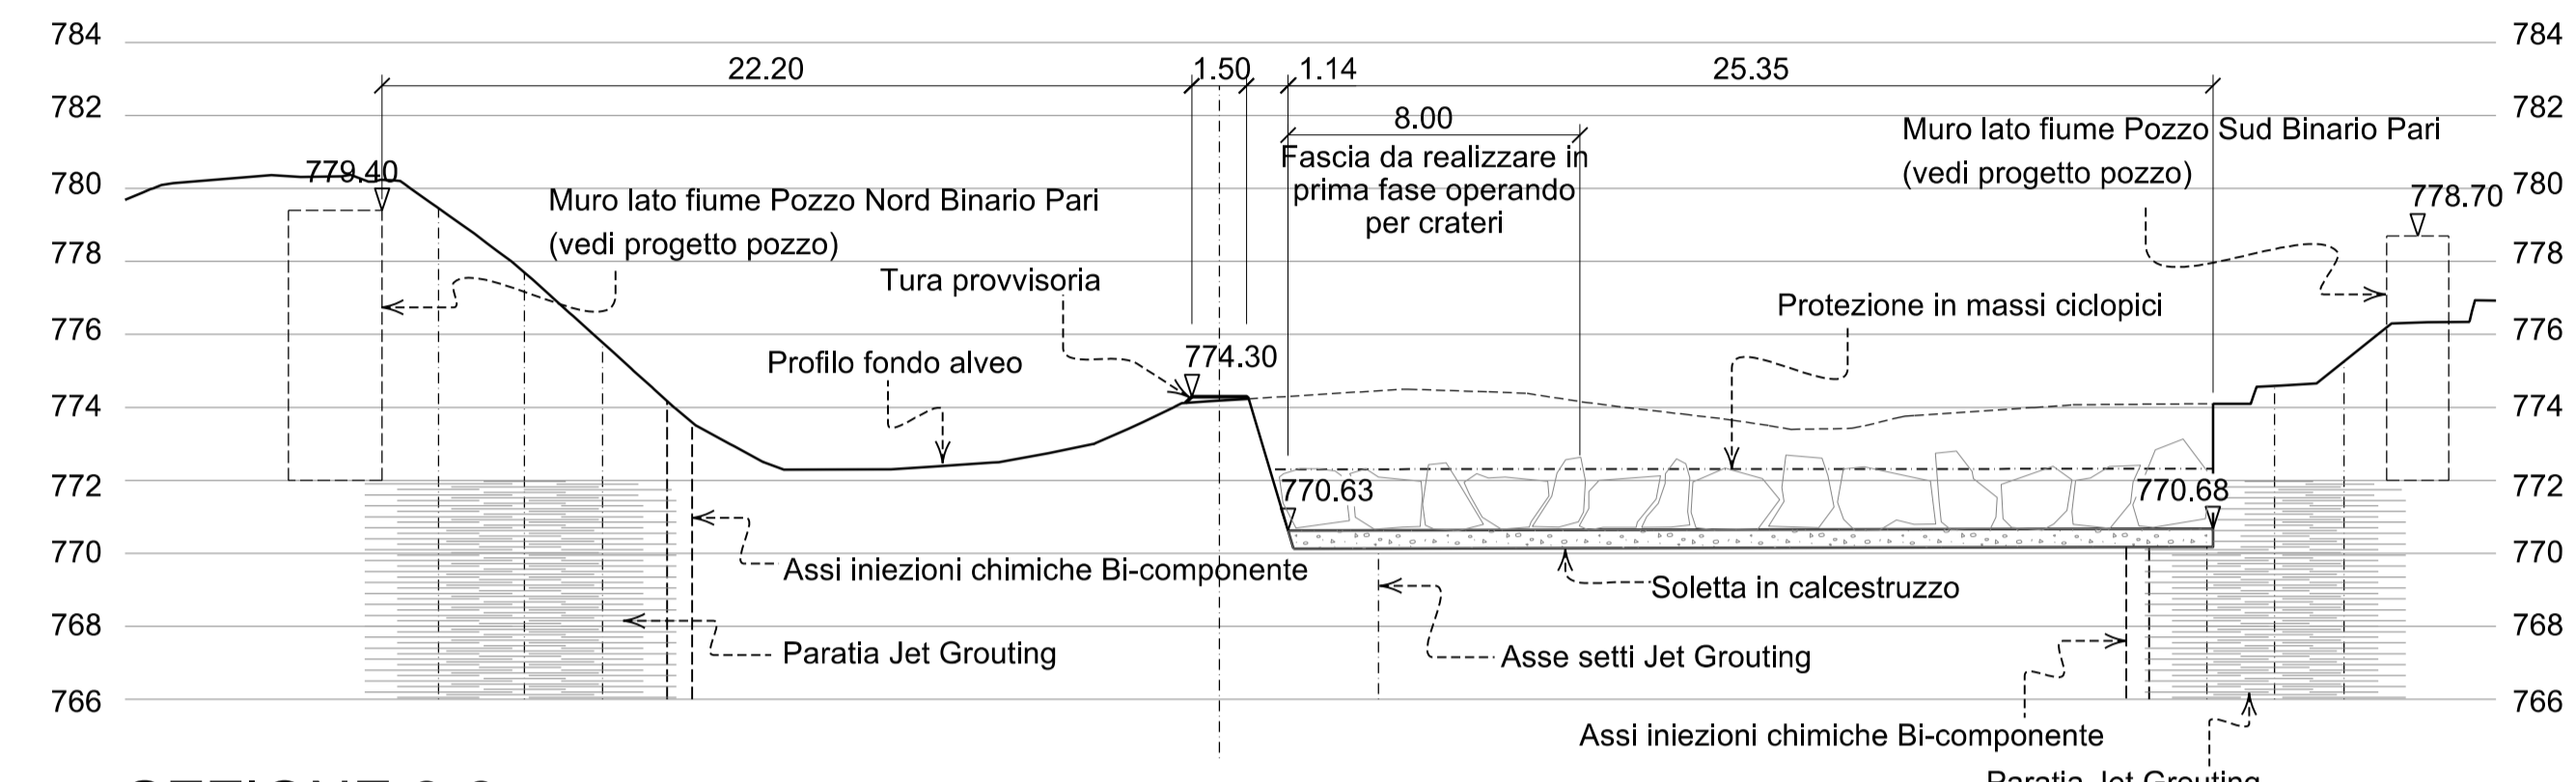 784
784
22.20
1.50
1.14
25.35
782
782
8.00
Muro lato fiume Pozzo Sud Binario Pari
(vedi progetto pozzo)
Fascia da realizzare in
prima fase operando
per crateri
779.40
780
780
Muro lato fiume Pozzo Nord Binario Pari
(vedi progetto pozzo)
778.70
778
778
Tura provvisoria
Protezione in massi ciclopici
776
776
774.30
Profilo fondo alveo
774
774
772
770.63
770.68
772
770
770
Assi iniezioni chimiche Bi-componente
Soletta in calcestruzzo
768
768
Paratia Jet Grouting
Asse setti Jet Grouting
766
766
Assi iniezioni chimiche Bi-componente
Paratia Jet Grouting